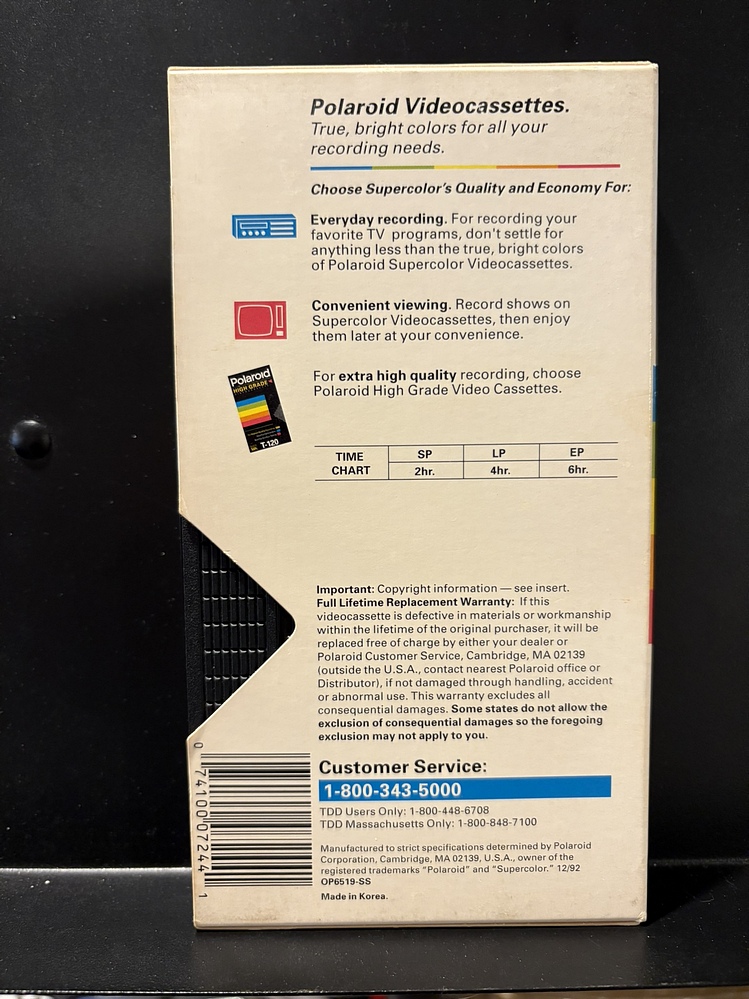 Polaroid Videocassettes.
True, bright colors for all your
recording needs.
Choose Supercolor's Quality and Economy For:
Everyday recording. For recording your
favorite TV programs, don't settle for
anything less than the true, bright colors
of Polaroid Supercolor Videocassettes.
Convenient viewing. Record shows on
Supercolor Videocassettes, then enjoy
them later at your convenience.
Polaroid
HIGH GRADE
T-120
For extra high quality recording, choose
Polaroid High Grade Video Cassettes.
TIME CHART SP LP EP
2hr. 4hr. 6hr.
Important: Copyright information — see insert.
Full Lifetime Replacement Warranty: If this
videocassette is defective in materials or workmanship
within the lifetime of the original purchaser, it will be
replaced free of charge by either your dealer or
Polaroid Customer Service, Cambridge, MA 02139
(outside the U.S.A., contact nearest Polaroid office or
Distributor), if not damaged through handling, accident
or abnormal use. This warranty excludes all
consequential damages. Some states do not allow the
exclusion of consequential damages so the foregoing
exclusion may not apply to you.
Customer Service:
1-800-343-5000
TDD Users Only: 1-800-448-6708
TDD Massachusetts Only: 1-800-848-7100
Manufactured to strict specifications determined by Polaroid
Corporation, Cambridge, MA 02139, U.S.A., owner of the
registered trademarks "Polaroid" and "Supercolor." 12/92
OP6519-SS
Made in Korea.
0 74100 07244 1